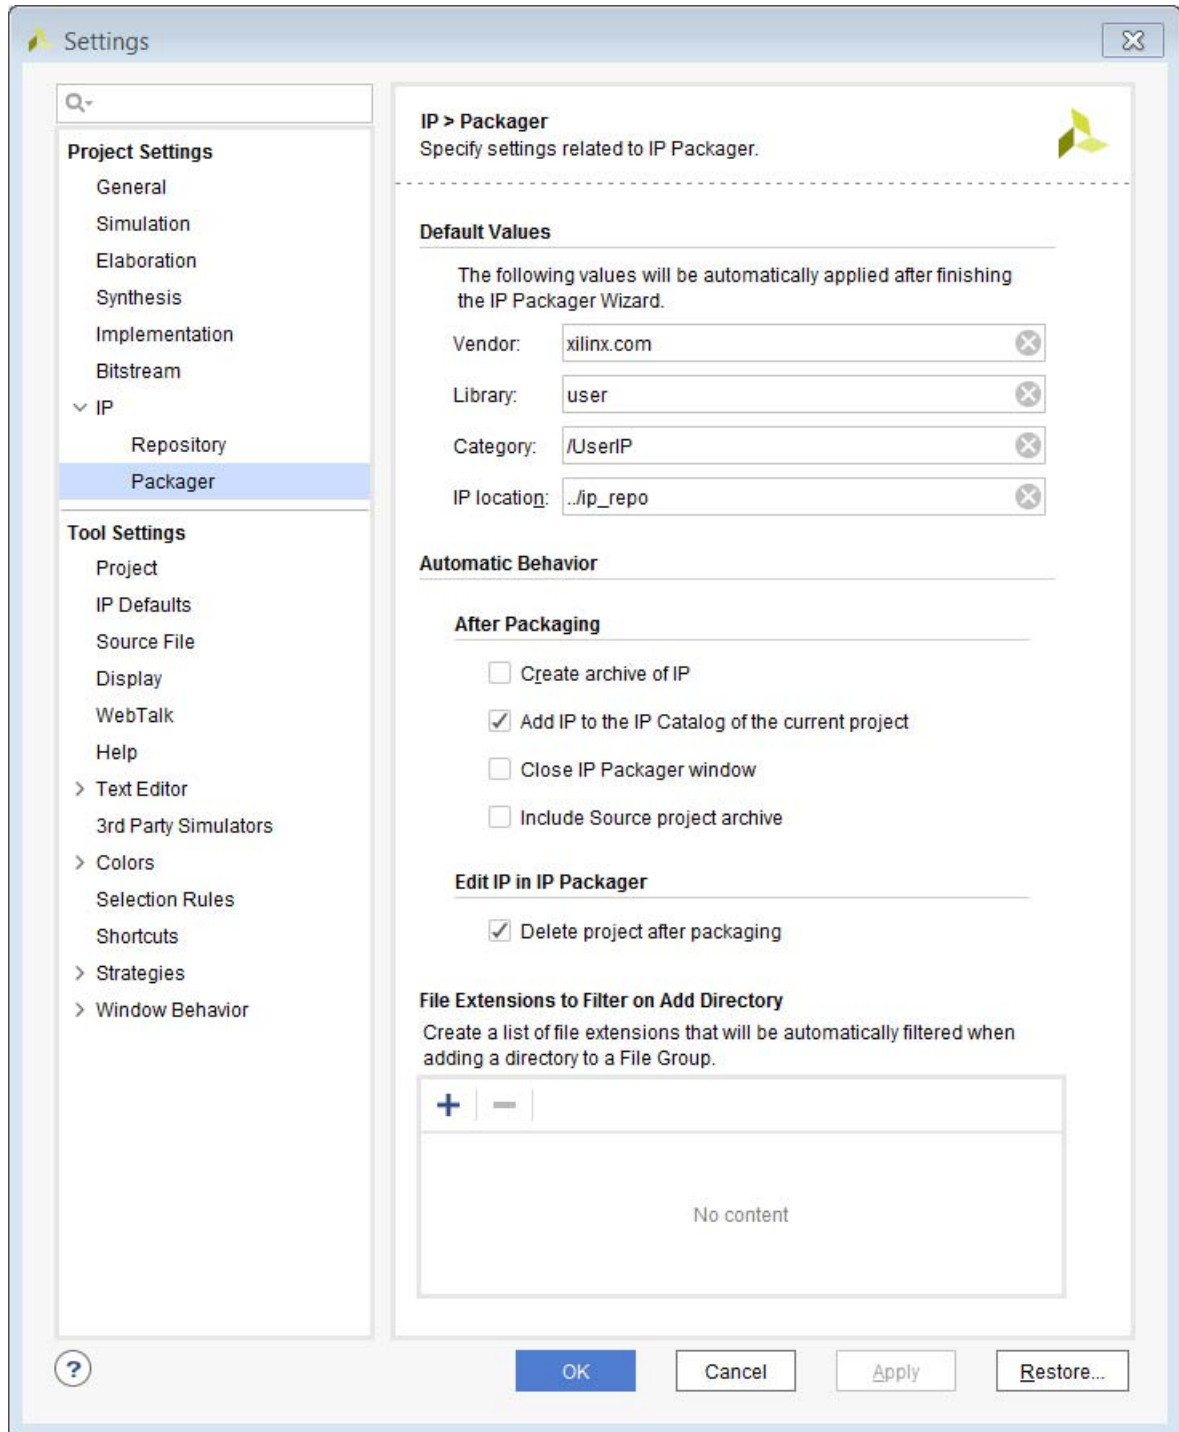 Settings
Project Settings
General
Simulation
Elaboration
Synthesis
Implementation
Bitstream
IP
Repository
Packager
Tool Settings
Project
IP Defaults
Source File
Display
WebTalk
Help
Text Editor
3rd Party Simulators
Colors
Selection Rules
Shortcuts
Strategies
Window Behavior
IP > Packager
Specify settings related to IP Packager.
Default Values
The following values will be automatically applied after finishing
the IP Packager Wizard.
Vendor: xilinx.com
Library: user
Category: /UserIP
IP location: ../ip_repo
Automatic Behavior
After Packaging
Create archive of IP
Add IP to the IP Catalog of the current project
Close IP Packager window
Include Source project archive
Edit IP in IP Packager
Delete project after packaging
File Extensions to Filter on Add Directory
Create a list of file extensions that will be automatically filtered when
adding a directory to a File Group.
No content
? OK Cancel Apply Restore...